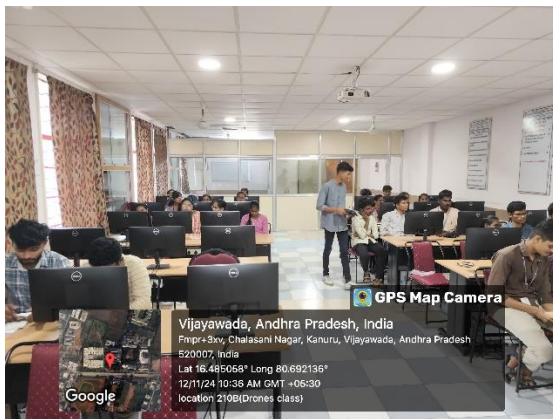 GPS Map Camera
Vijayawada, Andhra Pradesh, India
Fmpr+3xv, Chalasani Nagar, Kanuru, Vijayawada, Andhra Pradesh
520007, India
Lat 16.485058° Long 80.692136°
12/11/24 10:36 AM GMT +05:30
location 210B(Drones class)
Google